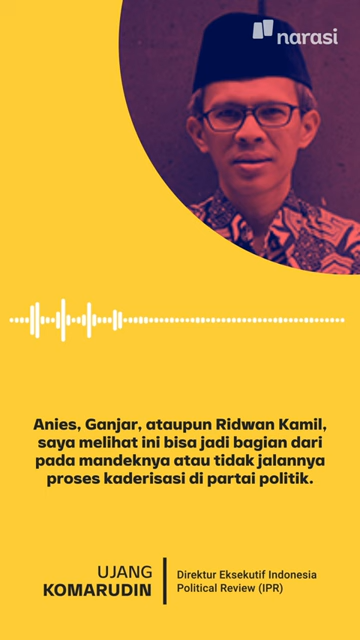 narasi
Anies, Ganjar, ataupun Ridwan Kamil,
saya melihat ini bisa jadi bagian dari
pada mandeknya atau tidak jalannya
proses kaderisasi di partai politik.
UJANG
KOMARUDIN
Direktur Eksekutif Indonesia
Political Review (IPR)